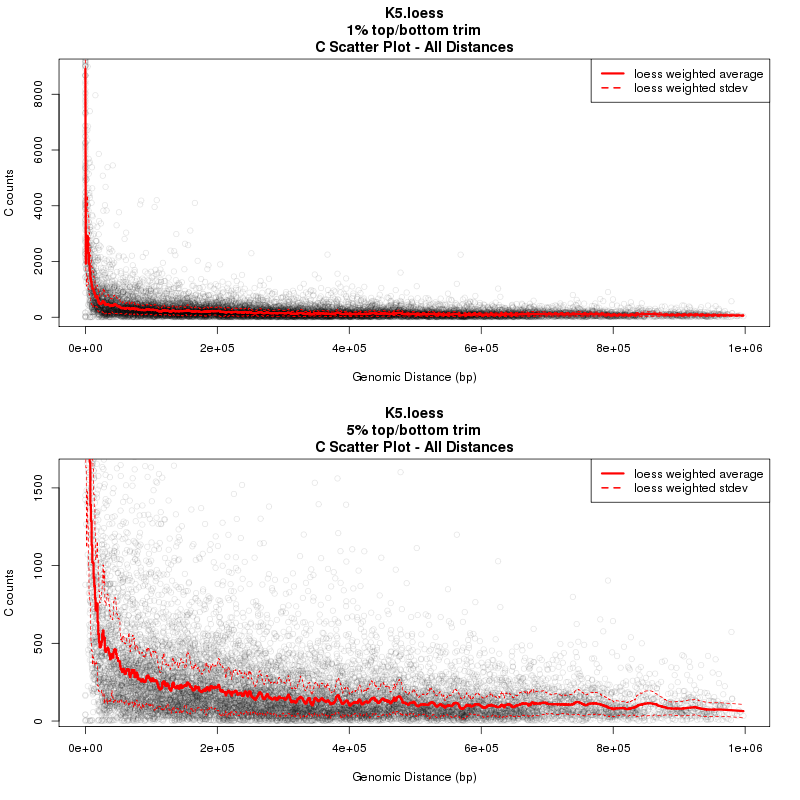 K5.loess
1% top/bottom trim
C Scatter Plot - All Distances
loess weighted average
loess weighted stdev
C counts
8000
6000
4000
2000
0
0e+00 2e+05 4e+05 6e+05 8e+05 1e+06
Genomic Distance (bp)
K5.loess
5% top/bottom trim
C Scatter Plot - All Distances
loess weighted average
loess weighted stdev
C counts
1500
1000
500
0
0e+00 2e+05 4e+05 6e+05 8e+05 1e+06
Genomic Distance (bp)